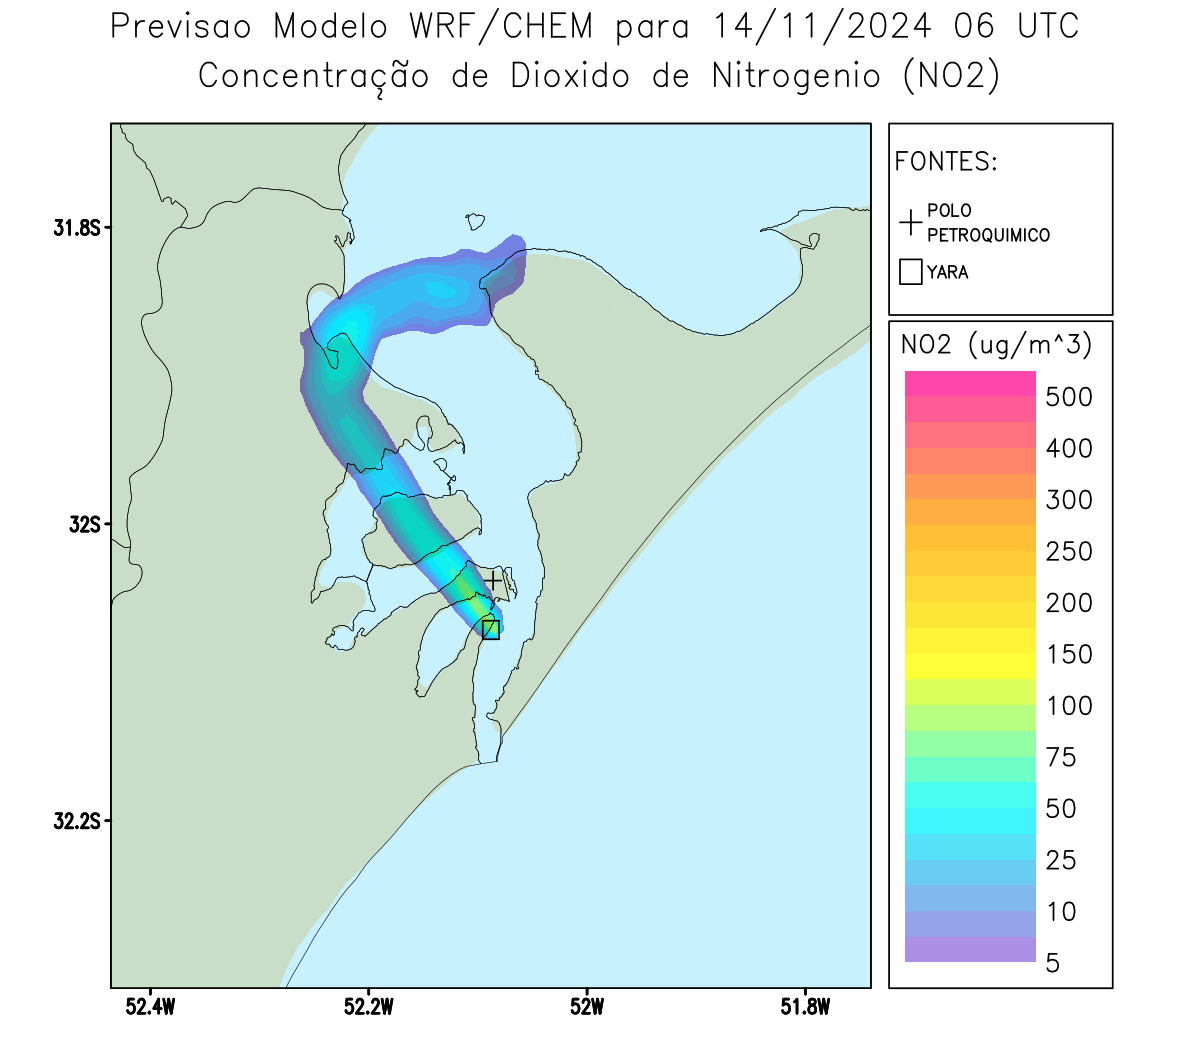 Previsao Modelo WRF/CHEM para 14/11/2024 06 UTC
Concentração de Dioxido de Nitrogenio (NO2)
FONTES:
POLO
PETROQUIMICO
YARA
NO2 (ug/m^3)
500
400
300
250
200
150
100
75
50
25
10
5
31.8S
32S
32.2S
52.4W
52.2W
52W
51.8W